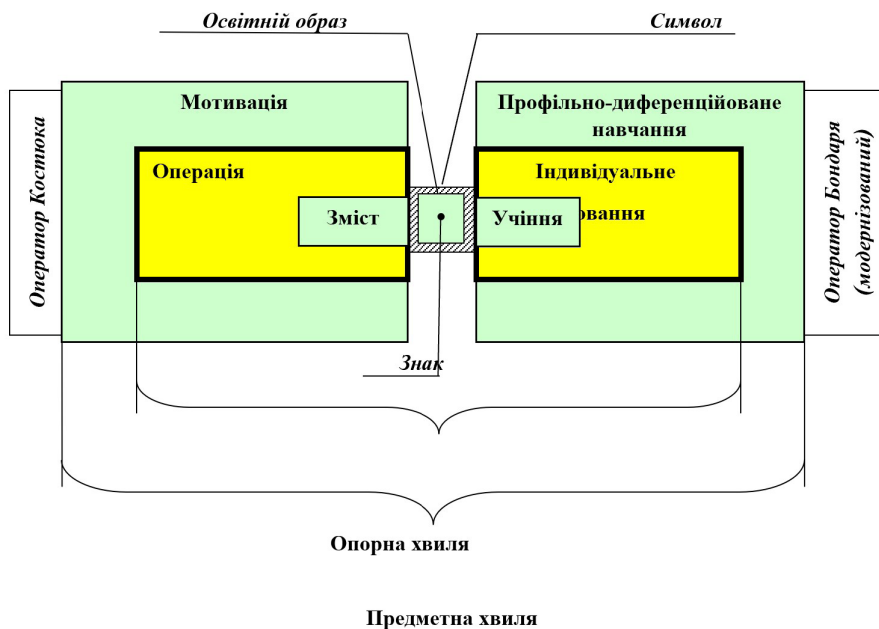 Освітній образ
Символ
Оператор Костюка
Мотивація
Операція
Зміст
Профільно-диференційоване
навчання
Індивідуальне
овання
Учіння
Оператор Бондаря
(модернізований)
Знак
Опорна хвиля
Предметна хвиля